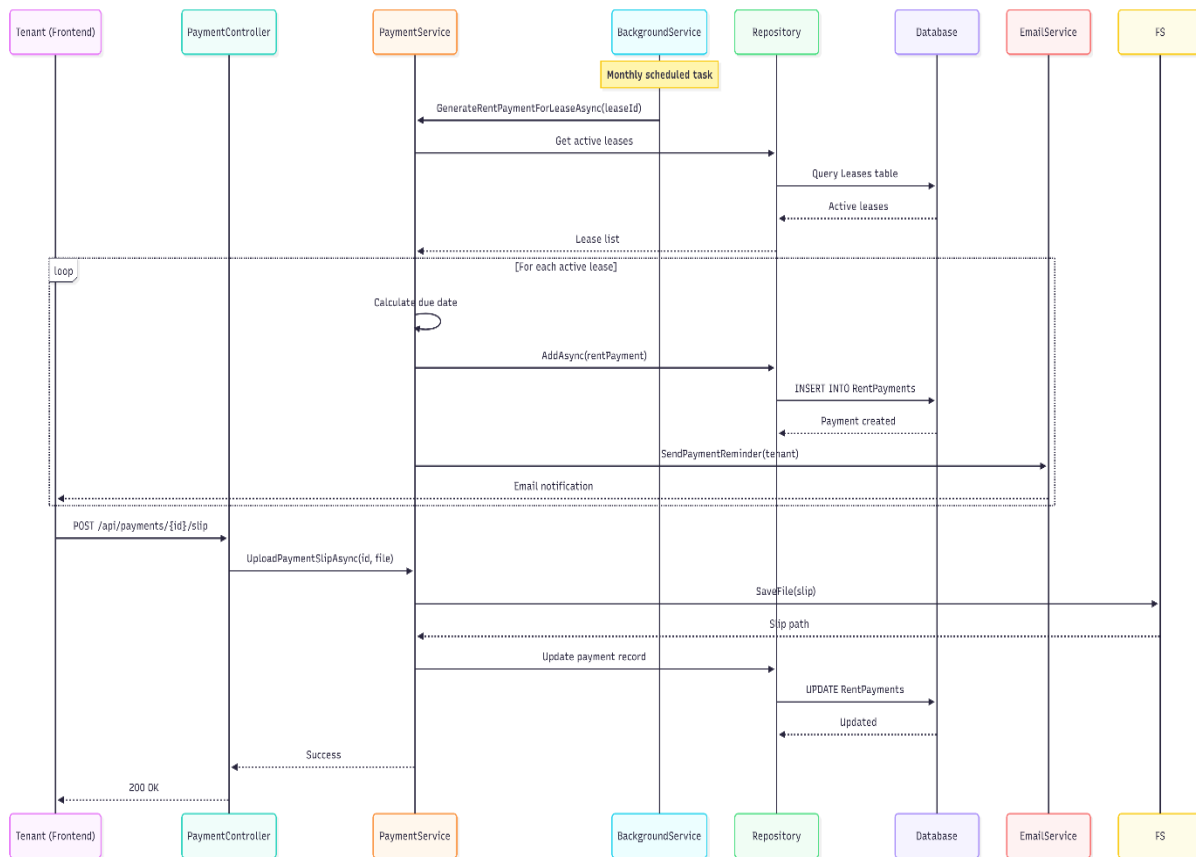 Tenant (Frontend)
PaymentController
PaymentService
BackgroundService
Repository
Database
EmailService
FS
Monthly scheduled task
GenerateRentPaymentForLeaseAsync(leaseId)
Get active leases
Query Leases table
Active leases
Lease list
loop
[For each active lease]
Calculate due date
AddAsync(rentPayment)
INSERT INTO RentPayments
Payment created
SendPaymentReminder(tenant)
Email notification
POST /api/payments/{id}/slip
UploadPaymentSlipAsync(id, file)
SaveFile(slip)
Slip path
Update payment record
UPDATE RentPayments
Updated
Success
200 OK
Tenant (Frontend)
PaymentController
PaymentService
BackgroundService
Repository
Database
EmailService
FS